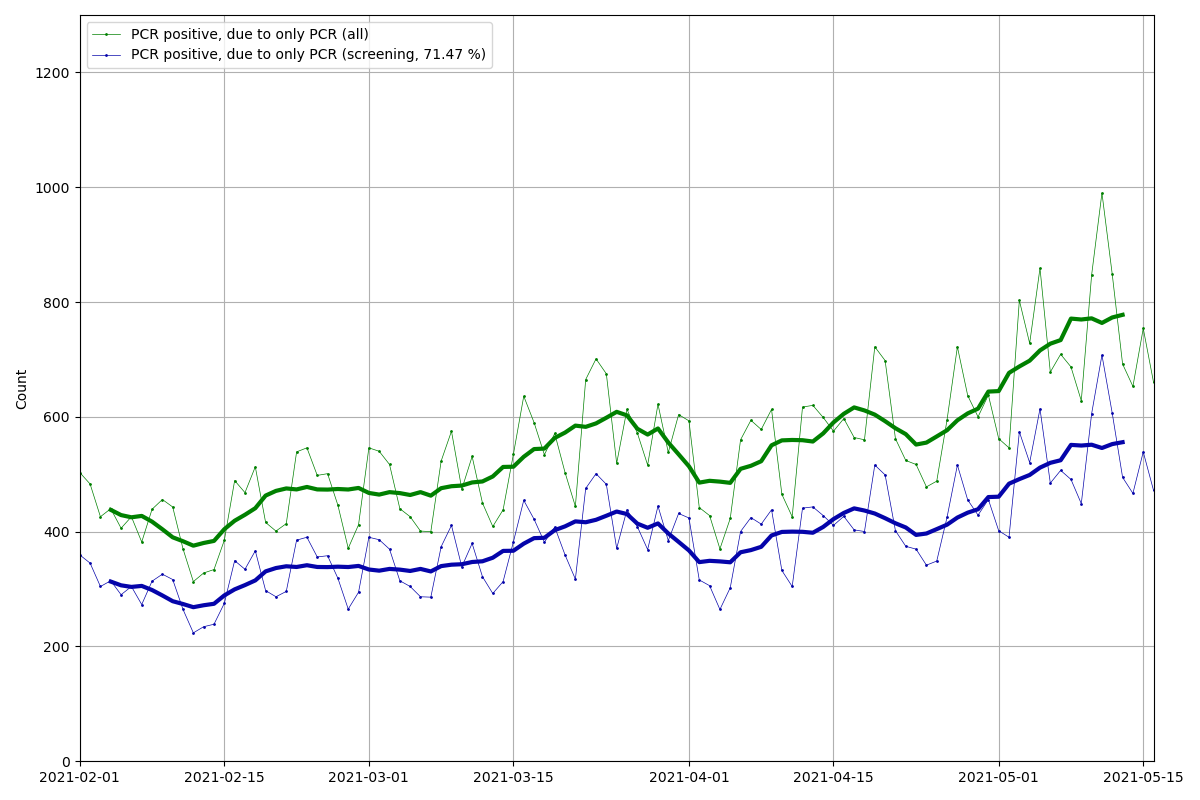 PCR positive, due to only PCR (all)
PCR positive, due to only PCR (screening, 71.47 %)
1200
1000
800
600
400
200
0
Count
2021-02-01 2021-02-15 2021-03-01 2021-03-15 2021-04-01 2021-04-15 2021-05-01 2021-05-15